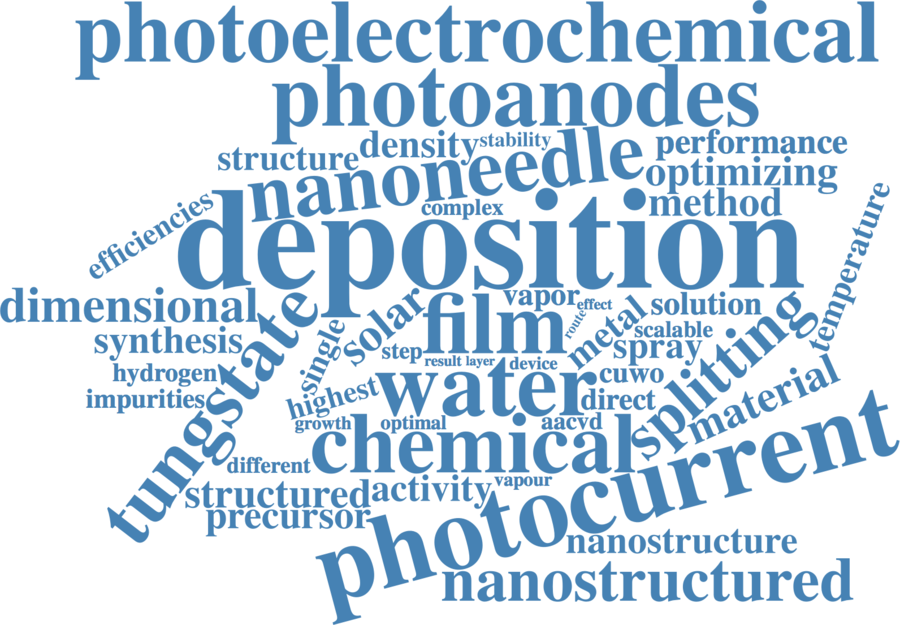 photoelectrochemical
photoanodes
density
stability
performance
structure
nanoneedle
optimizing
complex
method
efficiencies
deposition
temperature
dimensional
tungstate
solar
film
vapor
effect
route
metal
solution
scalable
synthesis
single
step
result
layer
device
spray
splitting
hydrogen
impurities
highest
water
cuwo
direct
material
growth
optimal
aacvd
different
chemical
structured
activity
vapour
precursor
photocurrent
nanostructure
nanostructured